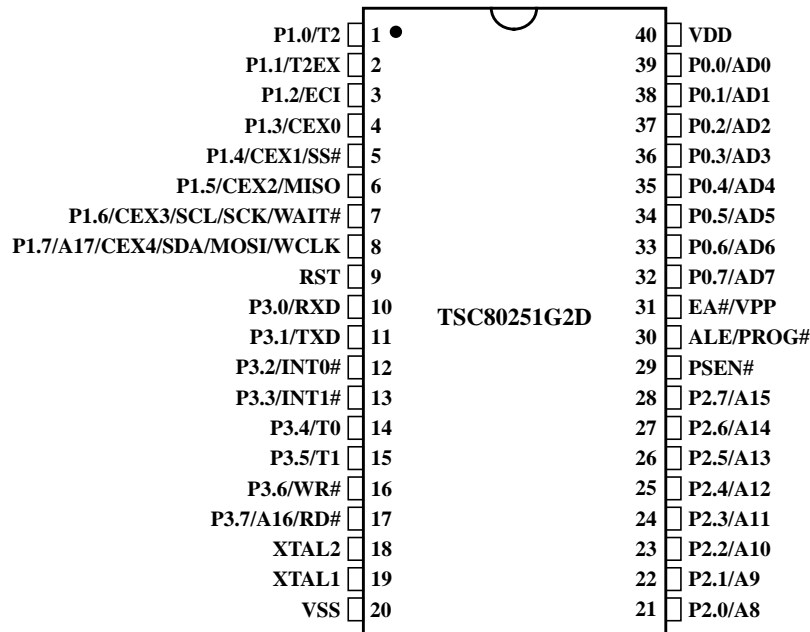 P1.0/T2 1 40 VDD
P1.1/T2EX 2 39 P0.0/AD0
P1.2/ECI 3 38 P0.1/AD1
P1.3/CEX0 4 37 P0.2/AD2
P1.4/CEX1/SS# 5 36 P0.3/AD3
P1.5/CEX2/MISO 6 35 P0.4/AD4
P1.6/CEX3/SCL/SCK/WAIT# 7 34 P0.5/AD5
P1.7/A17/CEX4/SDA/MOSI/WCLK 8 33 P0.6/AD6
RST 9 32 P0.7/AD7
P3.0/RXD 10 31 EA#/VPP
TSC80251G2D
P3.1/TXD 11 30 ALE/PROG#
P3.2/INT0# 12 29 PSEN#
P3.3/INT1# 13 28 P2.7/A15
P3.4/T0 14 27 P2.6/A14
P3.5/T1 15 26 P2.5/A13
P3.6/WR# 16 25 P2.4/A12
P3.7/A16/RD# 17 24 P2.3/A11
XTAL2 18 23 P2.2/A10
XTAL1 19 22 P2.1/A9
VSS 20 21 P2.0/A8